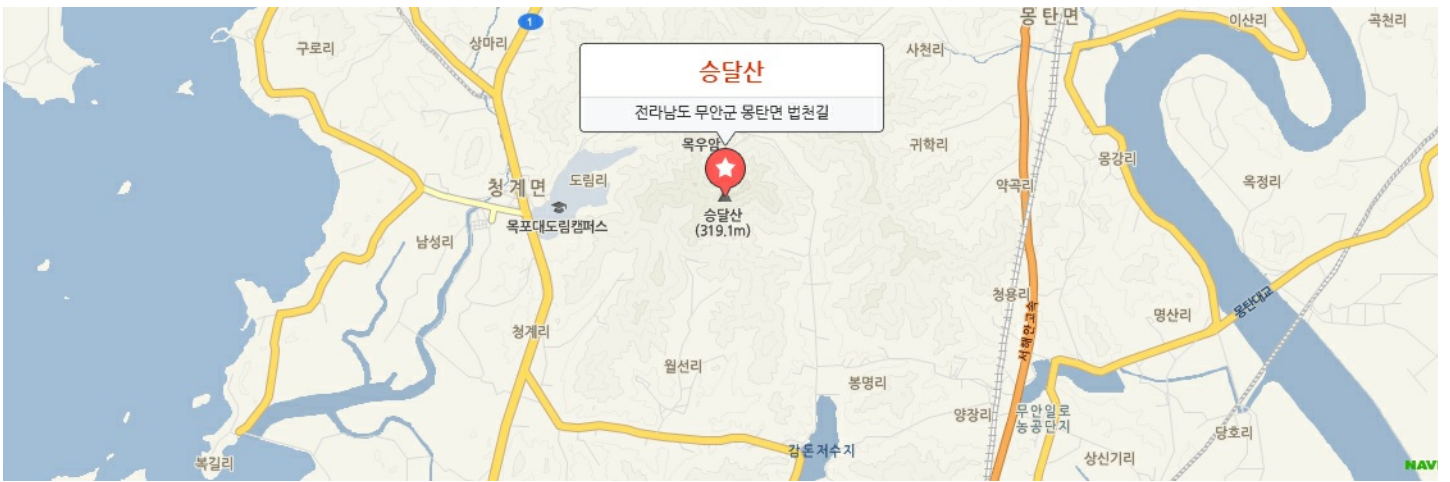 몽탄면
이산리
곡천리
1
구로리
상마리
사천리
승달산
전라남도 무안군 몽탄면 법천길
목우암
귀학리
몽강리
약곡리
옥정리
청계면
도림리
목포대도림캠퍼스
승달산
(319.1m)
남성리
청용리
몽탄대교
명산리
서해안고속
청계리
월선리
봉명리
양장리
무안일로
농공단지
당호리
감돈저수지
상신기리
복길리
NAV